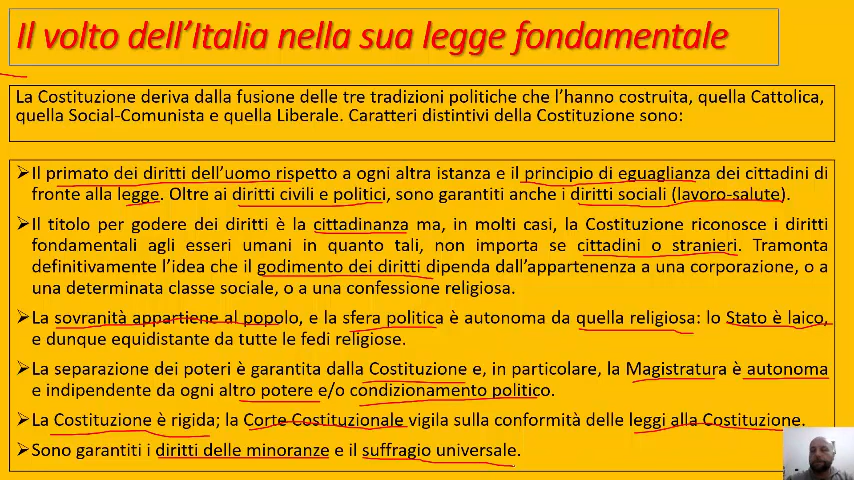 Il volto dell'Italia nella sua legge fondamentale
La Costituzione deriva dalla fusione delle tre tradizioni politiche che l'hanno costruita, quella Cattolica,
quella Social-Comunista e quella Liberale. Caratteri distintivi della Costituzione sono:
➢Il primato dei diritti dell'uomo rispetto a ogni altra istanza e il principio di eguaglianza dei cittadini di
fronte alla legge. Oltre ai diritti civili e politici, sono garantiti anche i diritti sociali (lavoro-salute).
➢Il titolo per godere dei diritti è la cittadinanza ma, in molti casi, la Costituzione riconosce i diritti
fondamentali agli esseri umani in quanto tali, non importa se cittadini o stranieri. Tramonta
definitivamente l'idea che il godimento dei diritti dipenda dall'appartenenza a una corporazione, o a
una determinata classe sociale, o a una confessione religiosa.
➢La sovranità appartiene al popolo, e la sfera politica è autonoma da quella religiosa: lo Stato è laico,
e dunque equidistante da tutte le fedi religiose.
➢La separazione dei poteri è garantita dalla Costituzione e, in particolare, la Magistratura è autonoma
e indipendente da ogni altro potere e/o condizionamento politico.
➢La Costituzione è rigida; la Corte Costituzionale vigila sulla conformità delle leggi alla Costituzione.
➢Sono garantiti i diritti delle minoranze e il suffragio universale.